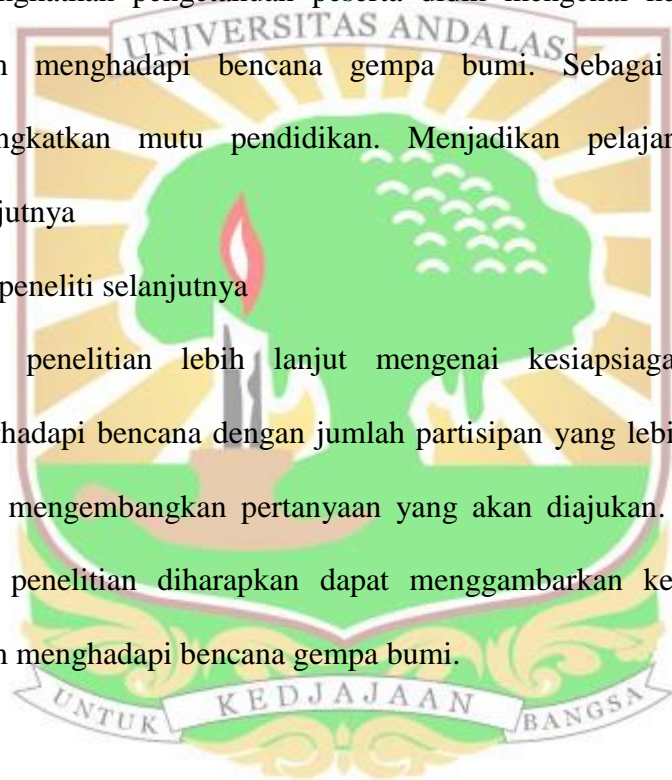 pengetahuan peserta didik mengenai
UNIVERSITAS ANDALAS
menghadapi bencana gempa bumi. Sebagai
ngkatkan mutu pendidikan. Menjadikan pelajar
jutnya
peneliti selanjutnya
penelitian lebih lanjut mengenai kesiapsiaga
hadapi bencana dengan jumlah partisipan yang lebi
mengembangkan pertanyaan yang akan diajukan.
penelitian diharapkan dapat menggambarkan ke
n menghadapi bencana gempa bumi.
UNTUK KEDJAJAAN BANGSA